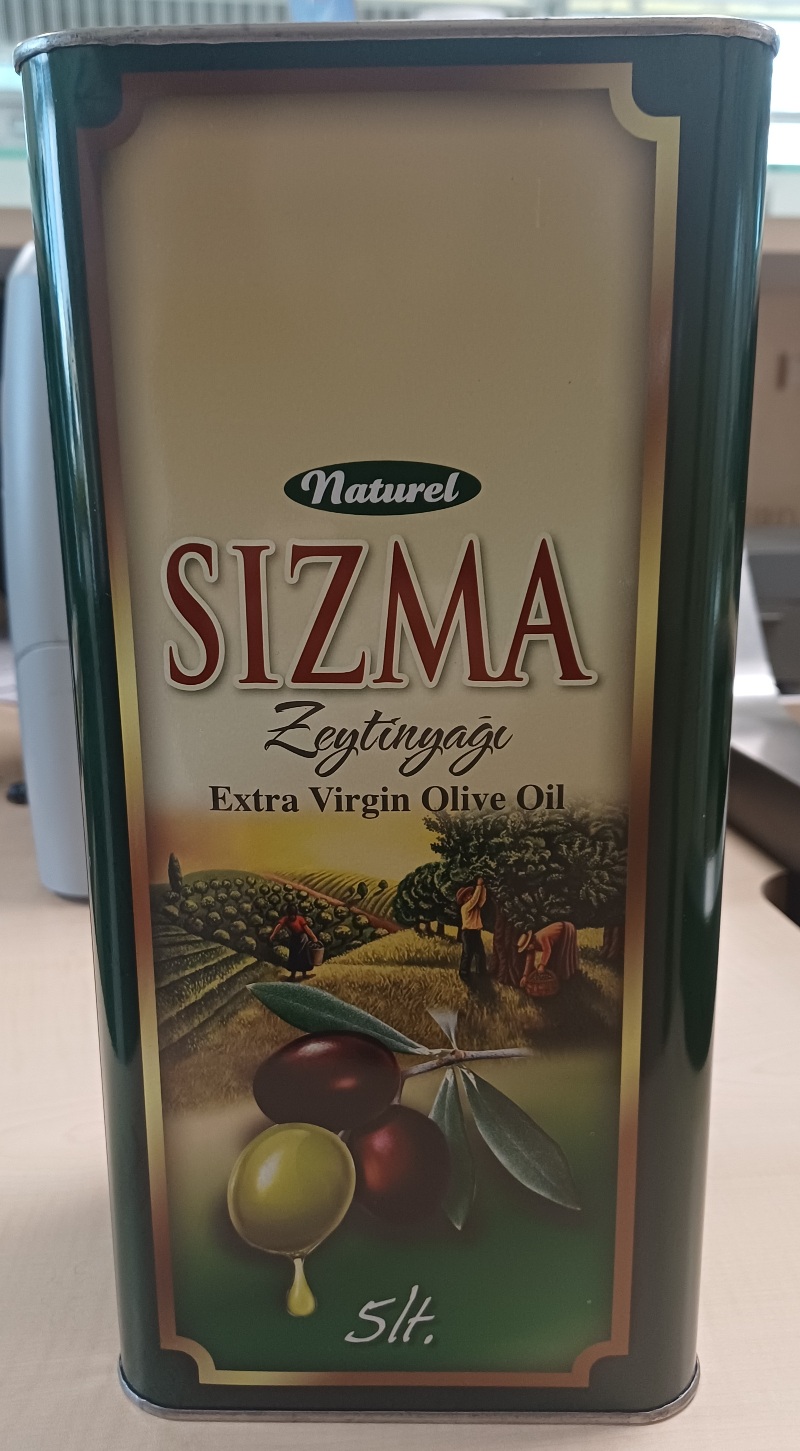 Naturel
SIZMA
Zeytinyağı
Extra Virgin Olive Oil
5lt.